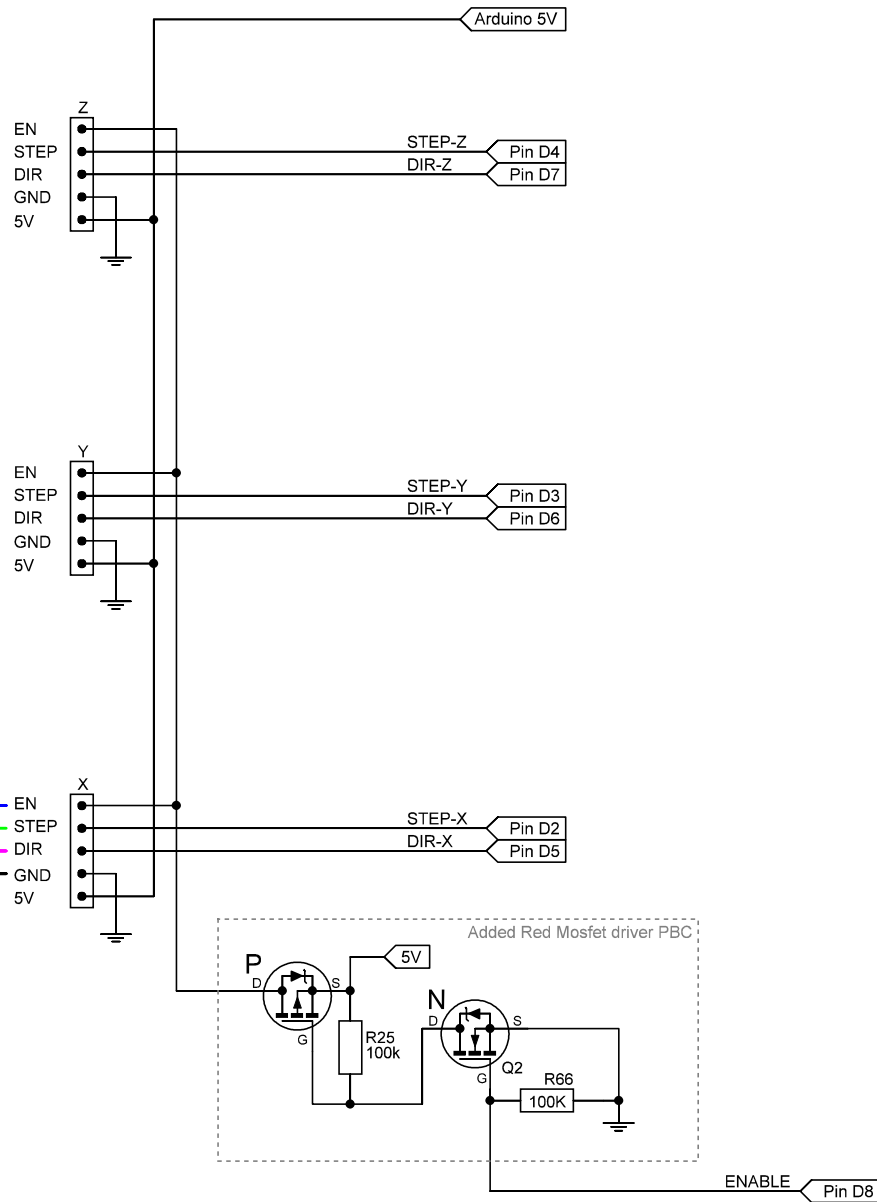 Arduino 5V
Z
EN
STEP
DIR
GND
5V
STEP-Z
Pin D4
DIR-Z
Pin D7
Y
EN
STEP
DIR
GND
5V
STEP-Y
Pin D3
DIR-Y
Pin D6
X
EN
STEP
DIR
GND
5V
STEP-X
Pin D2
DIR-X
Pin D5
Added Red Mosfet driver PBC
P
D
S
G
5V
R25
100k
N
D
S
G
Q2
R66
100K
ENABLE
Pin D8